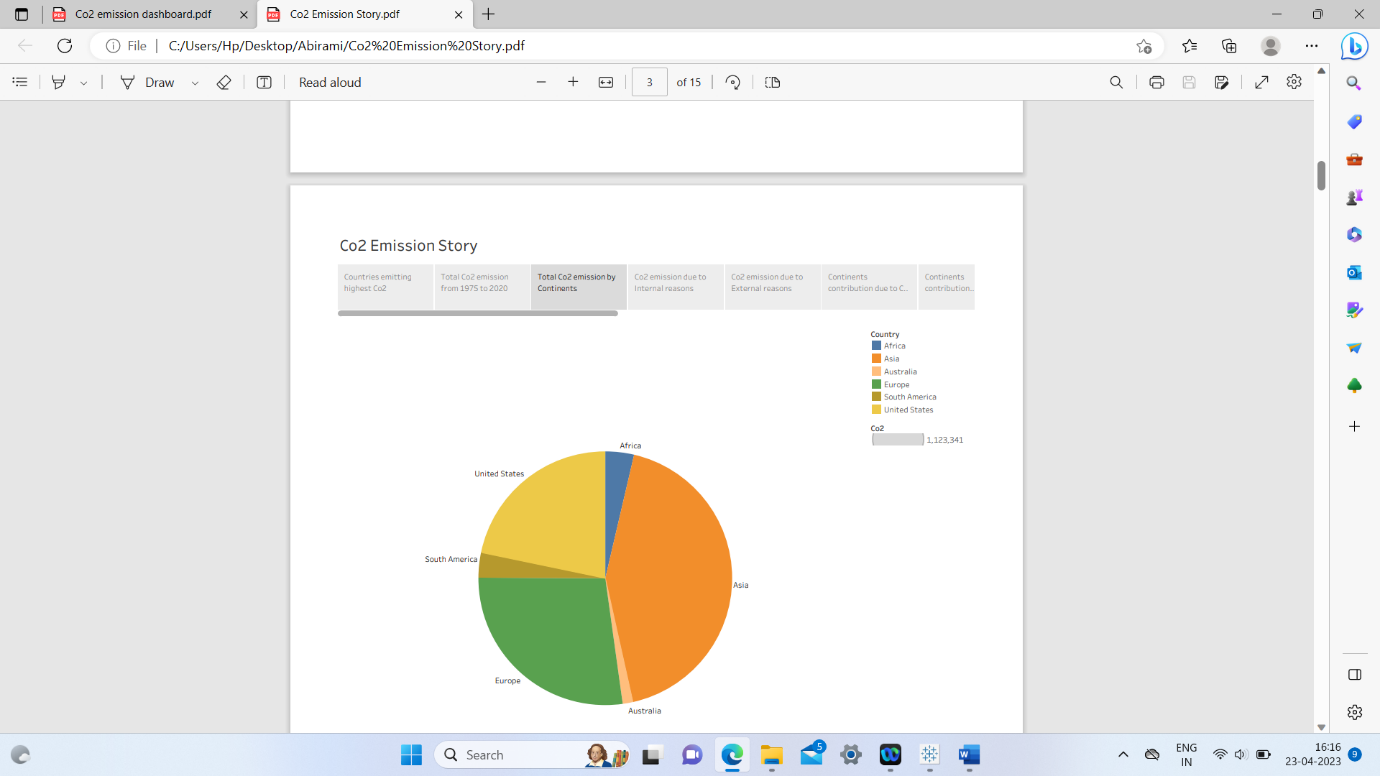 Co2 emission dashboard.pdf
Co2 Emission Story.pdf
File
C:/Users/Hp/Desktop/Abirami/Co2%20Emission%20Story.pdf
Draw
Read aloud
3 of 15
Co2 Emission Story
Countries emitting
highest Co2
Total Co2 emission
from 1975 to 2020
Total Co2 emission by
Continents
Co2 emission due to
Internal reasons
Co2 emission due to
External reasons
Continents
contribution due to C...
Continents
contribution..
Country
Africa
Asia
Australia
Europe
South America
United States
Co2
1,123,341
Africa
United States
South America
Asia
Europe
Australia
Search
5
W
ENG
IN
16:16
23-04-2023
9